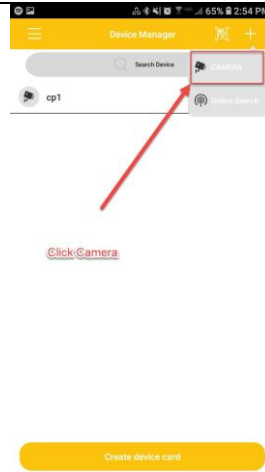 65% 2:54 PM
Device Manager
Search Device
CAMERA
Online Search
cp1
Click Camera
Create device card